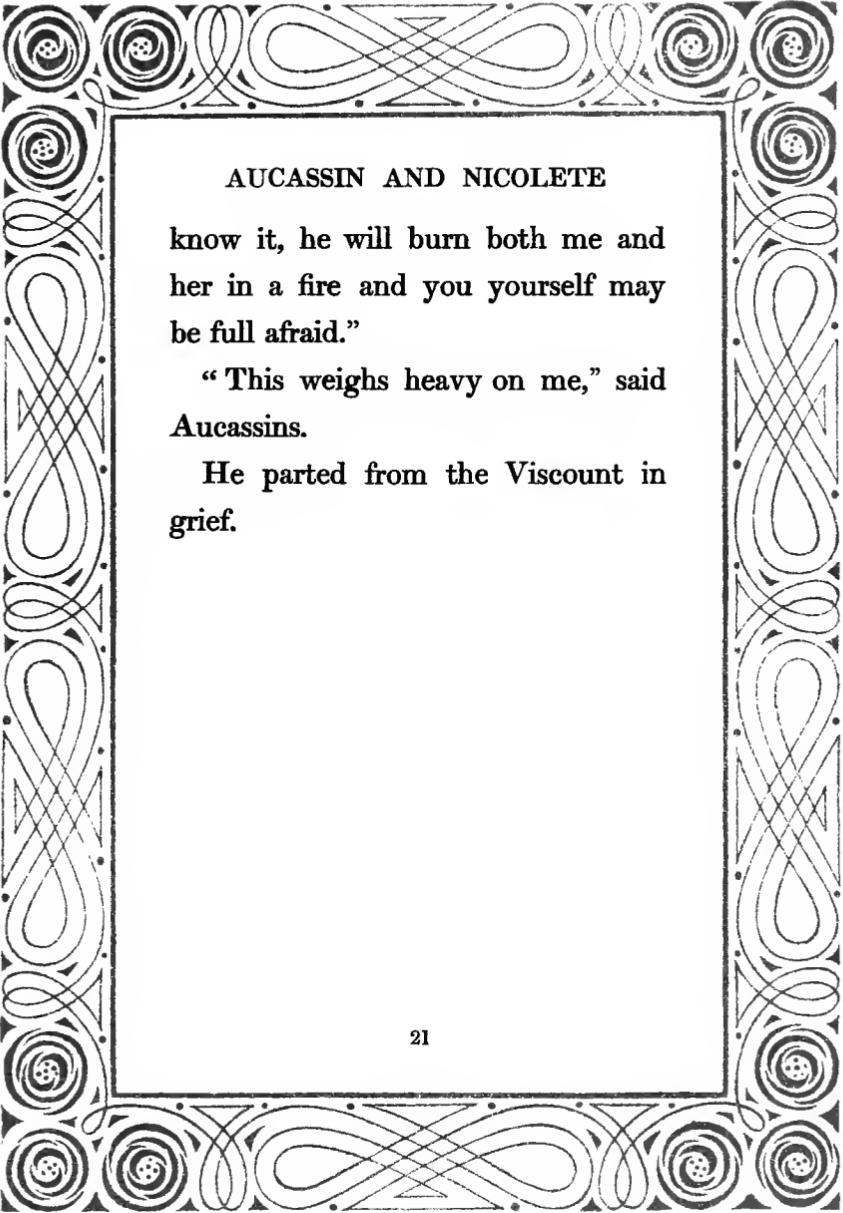 AUCASSIN AND NICOLETE
know it, he will burn both me and
her in a fire and you yourself may
be full afraid.”
“ This weighs heavy on me,” said
Aucassins.
He parted from the Viscount in
grief.
21